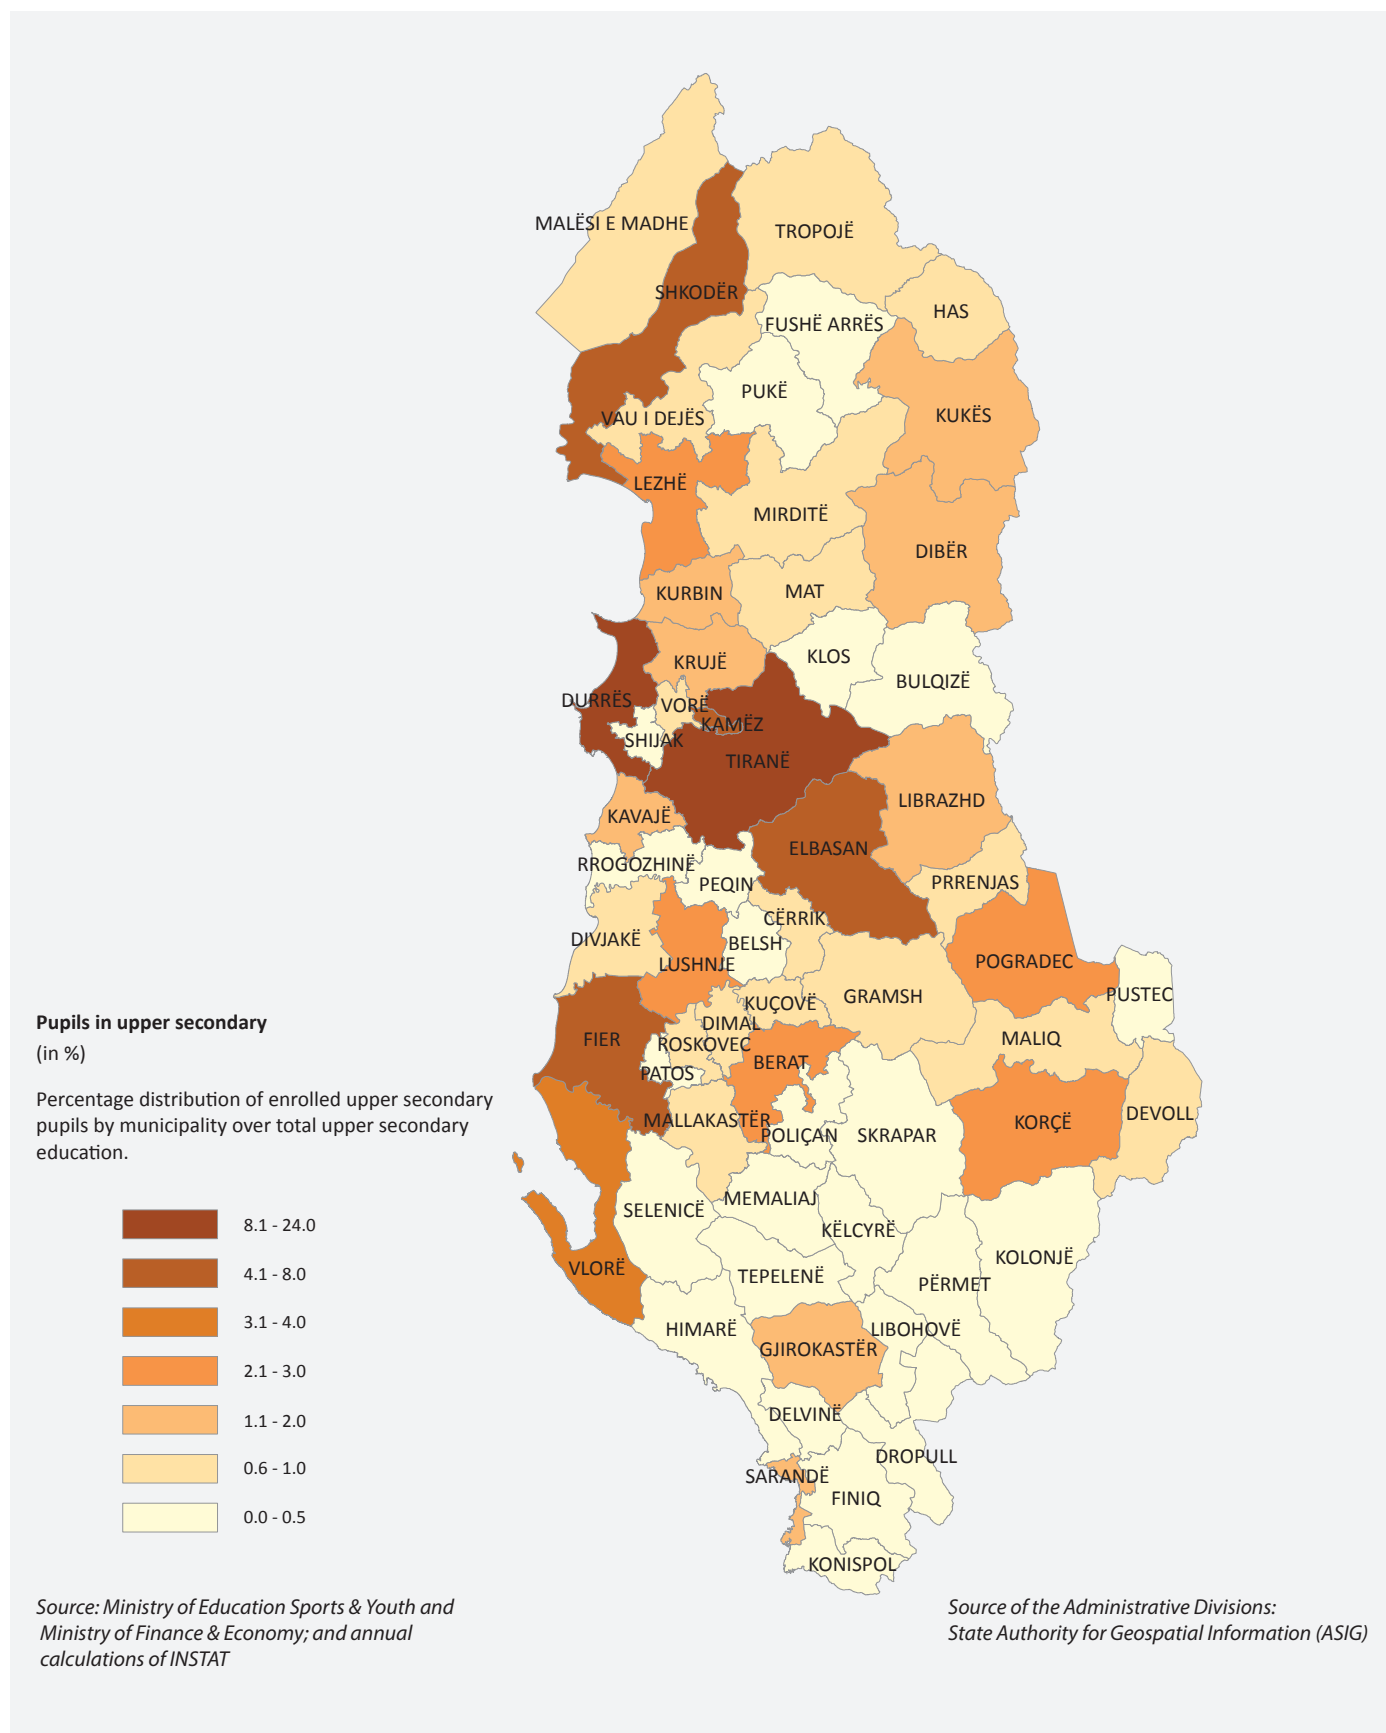 MALËSI E MADHE
TROPOJË
SHKODËR
HAS
FUSHË ARRËS
PUKË
KUKËS
VAU I DEJËS
LEZHË
MIRDITË
DIBËR
KURBIN
MAT
KLOS
KRUJË
BULQIZË
DURRËS
VORË
KAMËZ
SHIJAK
TIRANË
LIBRAZHD
KAVAJË
ELBASAN
RROGOZHINË
PEQIN
PRRENJAS
CËRRIK
DIVJAKË
BELSH
LUSHNJE
POGRADEC
GRAMSH
PUSTEC
KUÇOVË
DIMAL
FIER
ROSKOVEC
MALIQ
BERAT
PATOS
MALLAKASTËR
KORÇË
DEVOLL
POLIÇAN
SKRAPAR
MEMALIAJ
SELENICË
KËLCYRË
KOLONJË
VLORË
TEPELENË
PËRMET
HIMARË
LIBOHOVË
GJIROKASTËR
DELVINË
DROPULL
SARANDË
FINIQ
KONISPOL
Pupils in upper secondary
(in %)
Percentage distribution of enrolled upper secondary
pupils by municipality over total upper secondary
education.
8.1 - 24.0
4.1 - 8.0
3.1 - 4.0
2.1 - 3.0
1.1 - 2.0
0.6 - 1.0
0.0 - 0.5
Source: Ministry of Education Sports & Youth and
Ministry of Finance & Economy; and annual
calculations of INSTAT
Source of the Administrative Divisions:
State Authority for Geospatial Information (ASIG)